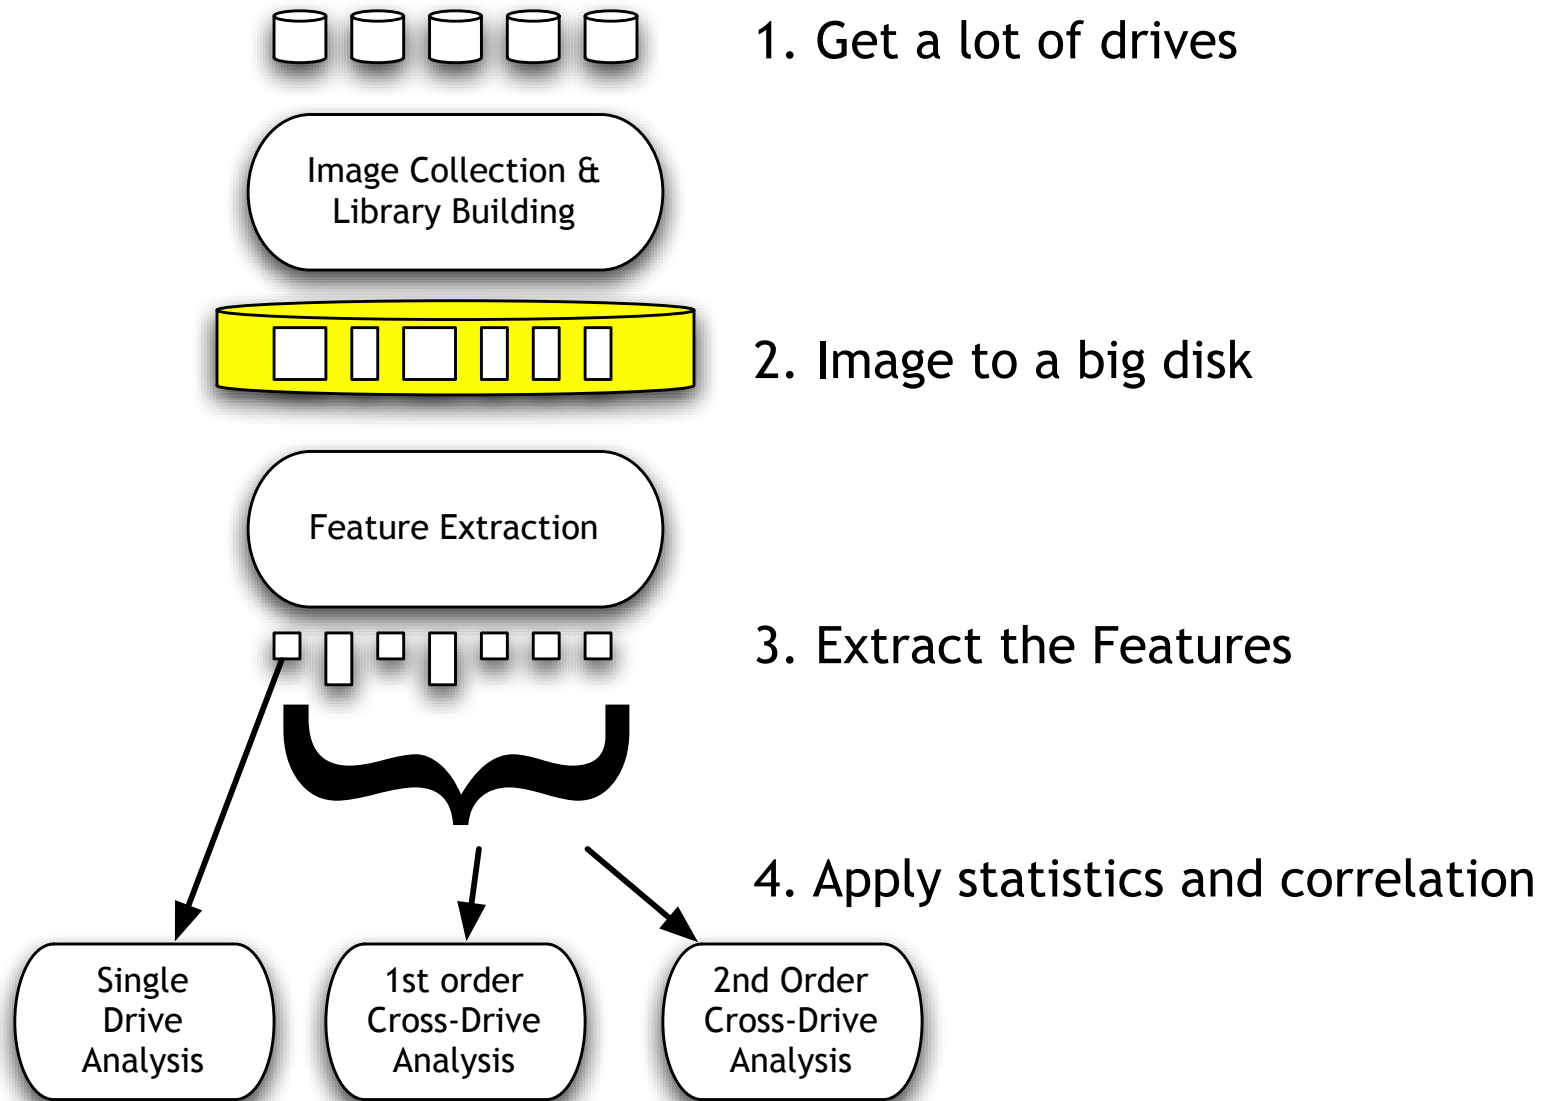 1. Get a lot of drives
Image Collection &
Library Building
2. Image to a big disk
Feature Extraction
3. Extract the Features
4. Apply statistics and correlation
Single
Drive
Analysis
1st order
Cross-Drive
Analysis
2nd Order
Cross-Drive
Analysis